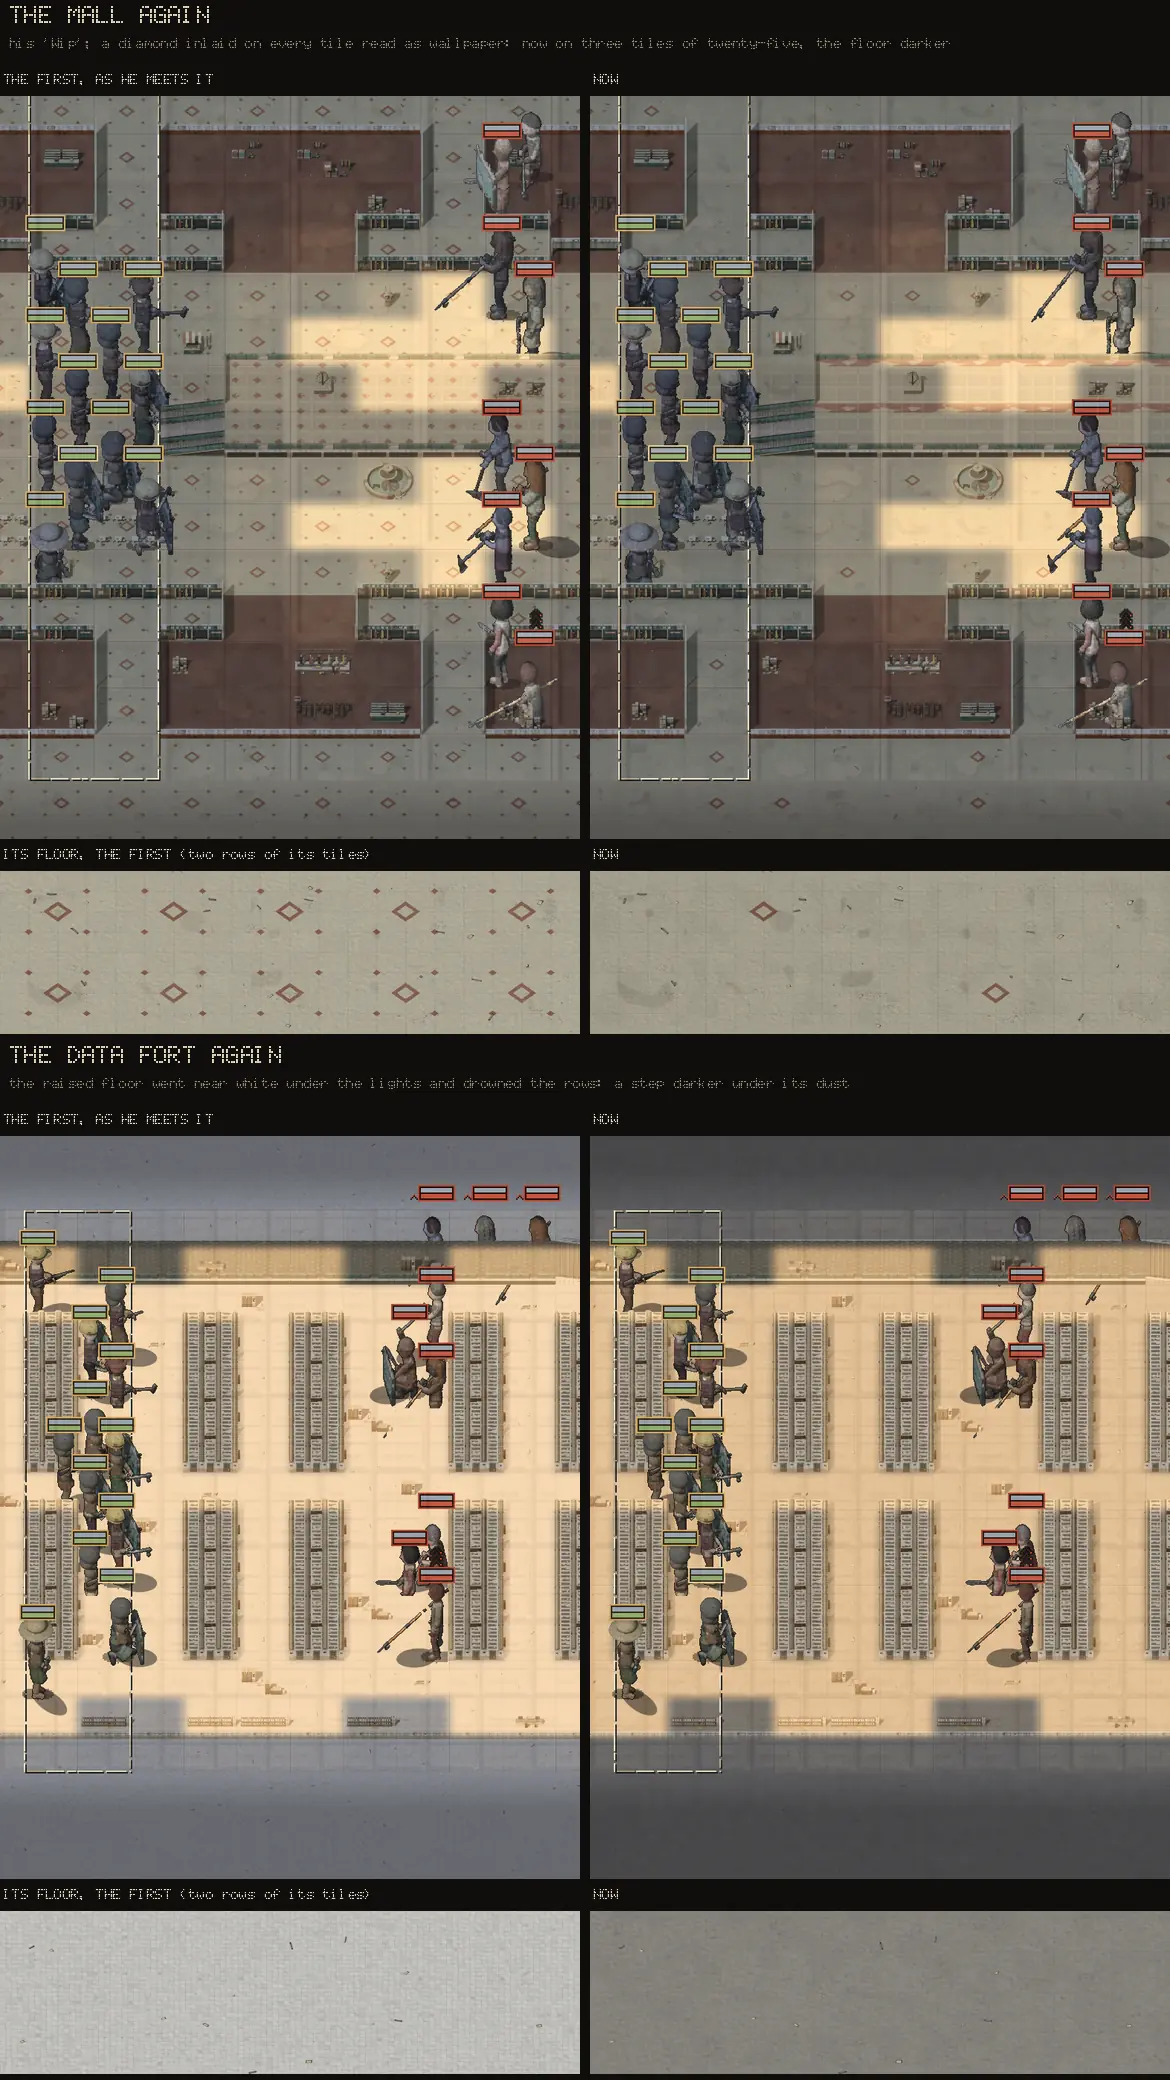 THE MALL AGAIN
his 'Wip'; a diamond inlaid on every tile read as wallpaper: now on three tiles of twenty-five, the floor darker
THE FIRST, AS HE MEETS IT
NOW
ITS FLOOR, THE FIRST (two rows of its tiles)
NOW
THE DATA FORT AGAIN
the raised floor went near white under the lights and drowned the rows: a step darker under its dust
THE FIRST, AS HE MEETS IT
NOW
ITS FLOOR, THE FIRST (two rows of its tiles)
NOW